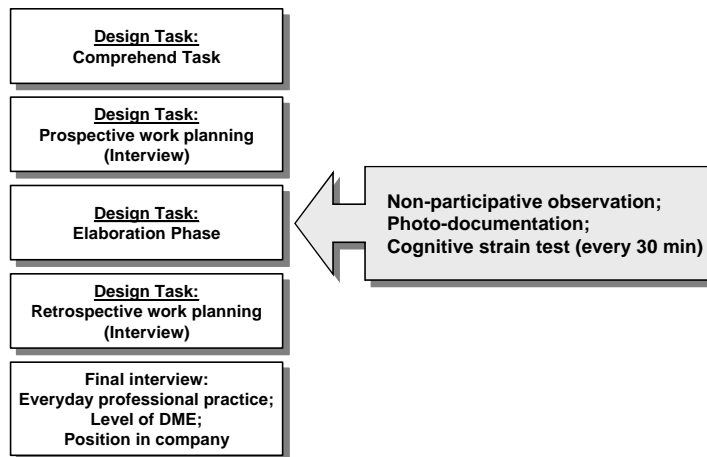 Design Task:
Comprehend Task
Design Task:
Prospective work planning
(Interview)
Design Task:
Elaboration Phase
Design Task:
Retrospective work planning
(Interview)
Final interview:
Everyday professional practice;
Level of DME;
Position in company
Non-participative observation;
Photo-documentation;
Cognitive strain test (every 30 min)